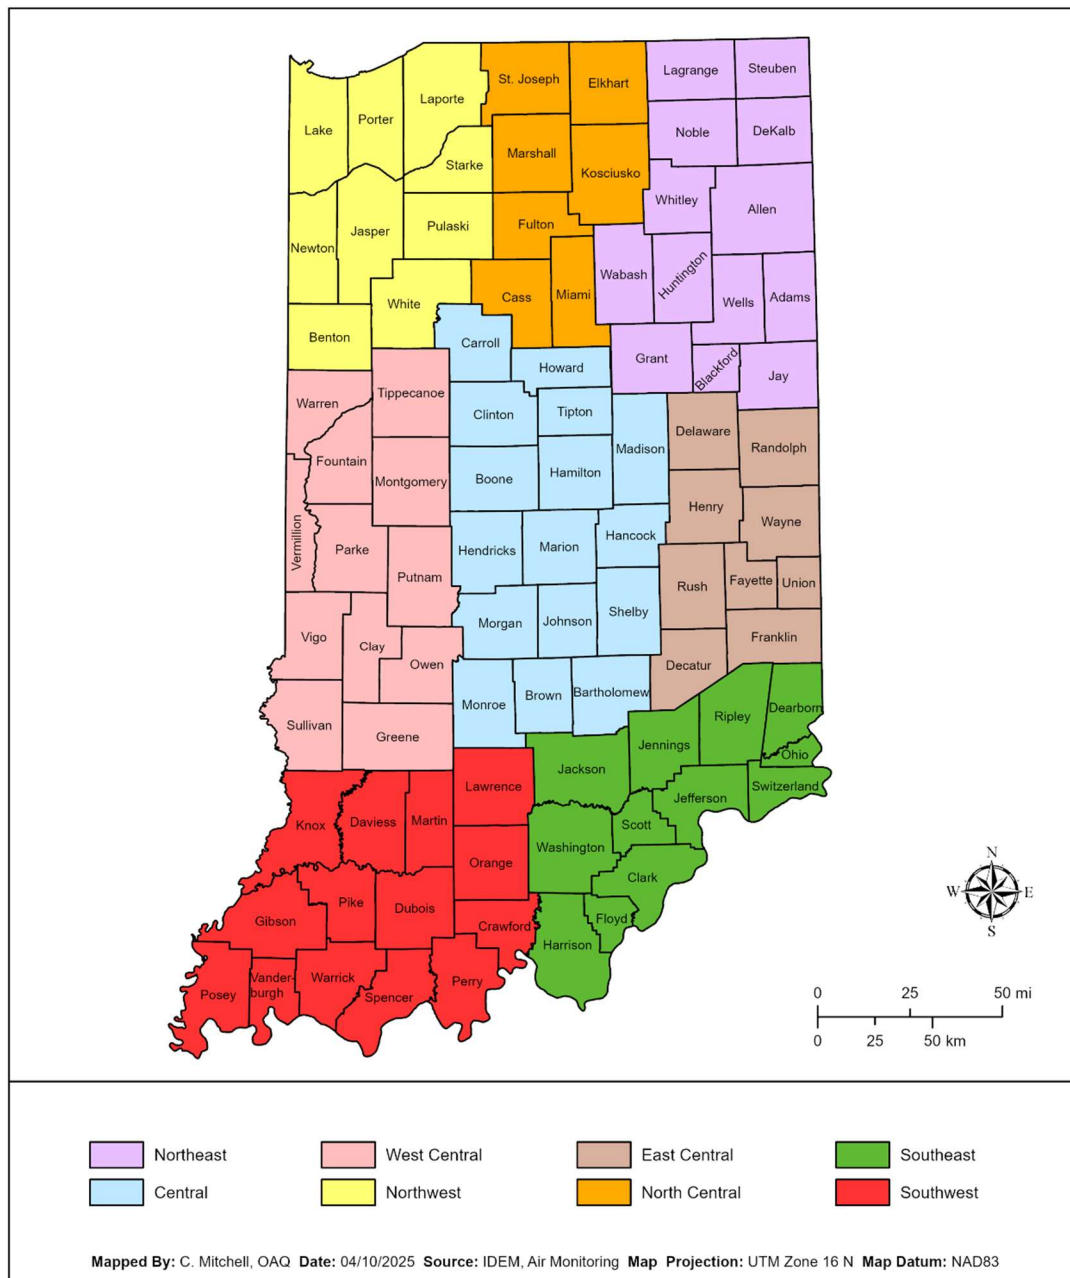 Lagrange
Steuben
St. Joseph
Elkhart
Laporte
Porter
Lake
Noble
DeKalb
Marshall
Starke
Kosciusko
Whitley
Allen
Fulton
Pulaski
Jasper
Newton
Wabash
Huntington
Miami
Cass
White
Wells
Adams
Benton
Carroll
Howard
Grant
Blackford
Jay
Tippecanoe
Warren
Clinton
Tipton
Delaware
Madison
Randolph
Fountain
Montgomery
Boone
Hamilton
Henry
Wayne
Vermillion
Parke
Hendricks
Marion
Hancock
Putnam
Rush
Fayette
Union
Shelby
Vigo
Clay
Morgan
Johnson
Franklin
Owen
Decatur
Monroe
Brown
Bartholomew
Sullivan
Greene
Ripley
Dearborn
Jennings
Ohio
Jackson
Switzerland
Lawrence
Jefferson
Knox
Daviess
Martin
Scott
Washington
Orange
Clark
Pike
Dubois
Gibson
Crawford
Floyd
Harrison
Posey
Vander-
burgh
Warrick
Spencer
Perry
N
W E
S
0 25 50 mi
0 25 50 km
Northeast West Central East Central Southeast
Central Northwest North Central Southwest
Mapped By: C. Mitchell, OAQ Date: 04/10/2025 Source: IDEM, Air Monitoring Map Projection: UTM Zone 16 N Map Datum: NAD83